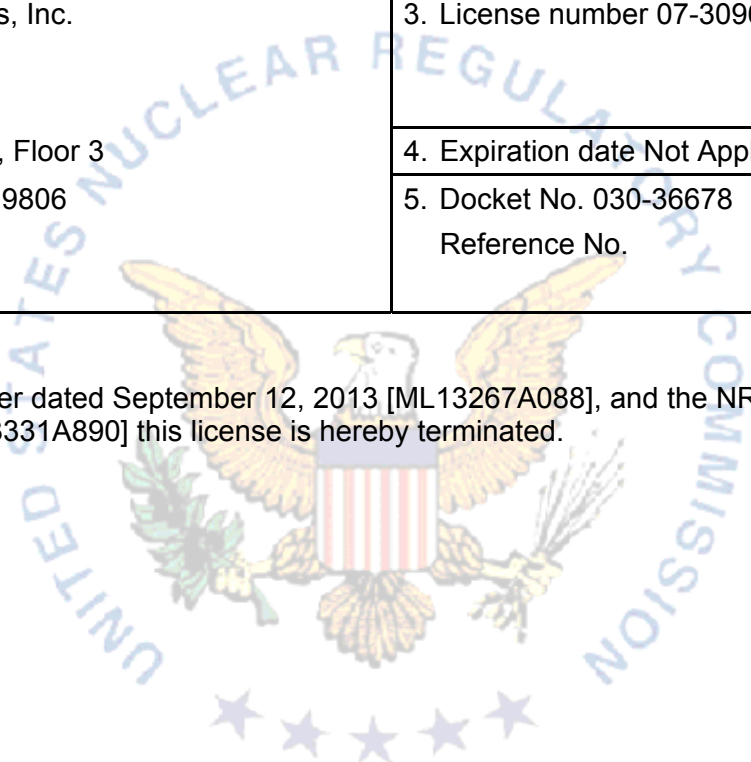 s, Inc.
3. License number 07-3090
, Floor 3
4. Expiration date Not Appl
9806
5. Docket No. 030-36678
Reference No.
er dated September 12, 2013 [ML13267A088], and the NR
3331A890] this license is hereby terminated.
UNITED STATES NUCLEAR REGULATORY COMMISSION